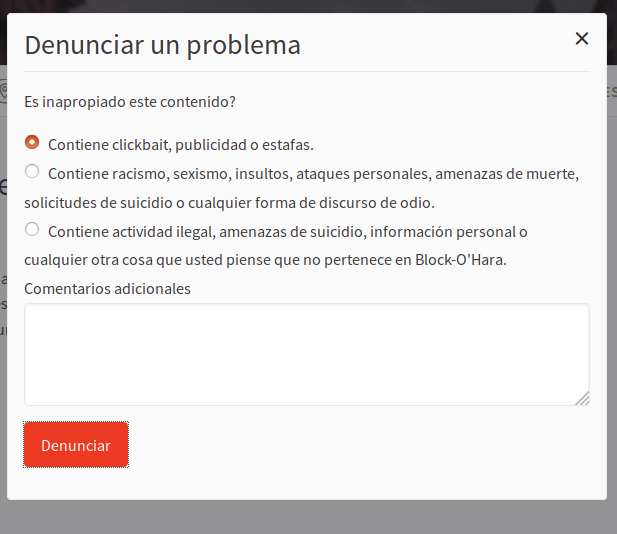 Denunciar un problema
×
Es inapropiado este contenido?
Contiene clickbait, publicidad o estafas.
Contiene racismo, sexismo, insultos, ataques personales, amenazas de muerte,
solicitudes de suicidio o cualquier forma de discurso de odio.
Contiene actividad ilegal, amenazas de suicidio, información personal o
cualquier otra cosa que usted piense que no pertenece en Block-O'Hara.
Comentarios adicionales
Denunciar